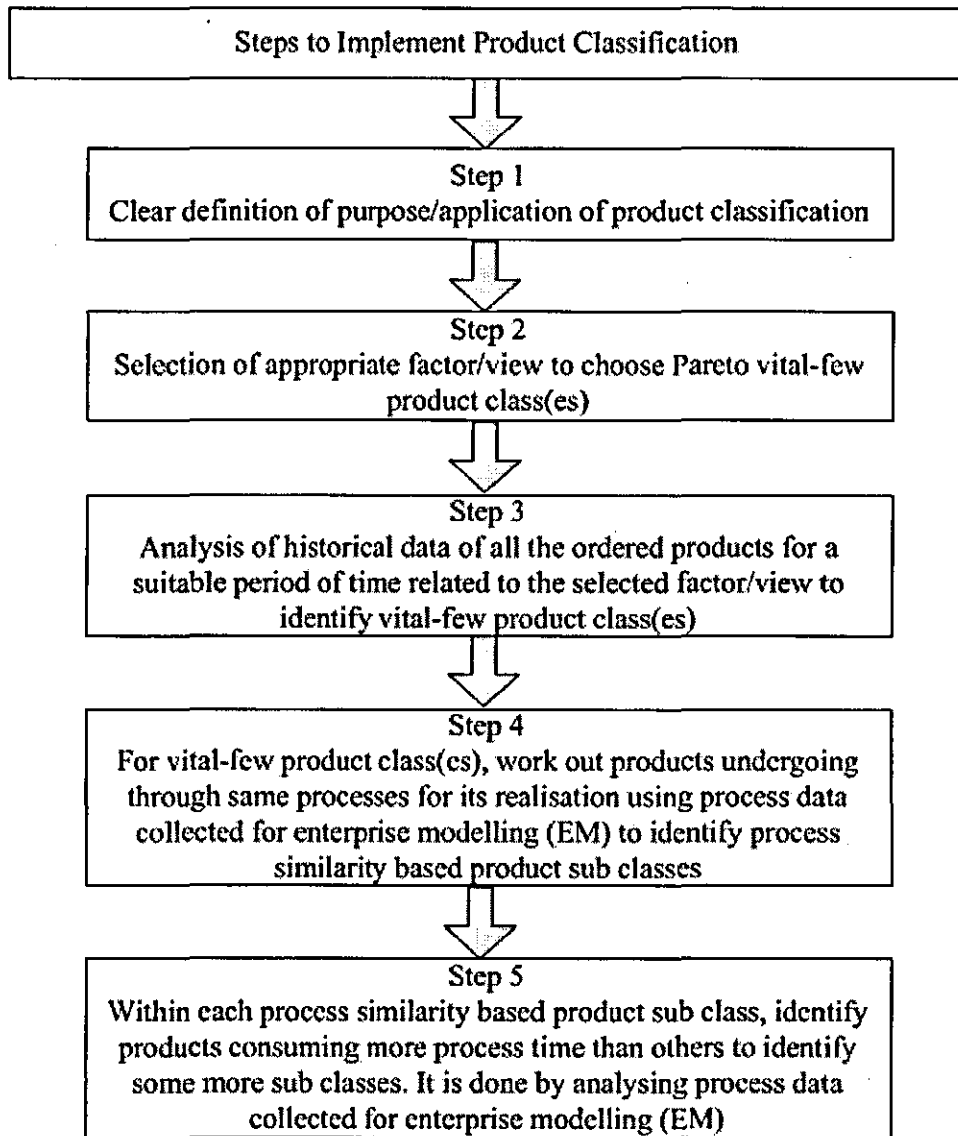 Steps to Implement Product Classification
Step 1
Clear definition of purpose/application of product classification
Step 2
Selection of appropriate factor/view to choose Pareto vital-few
product class(es)
Step 3
Analysis of historical data of all the ordered products for a
suitable period of time related to the selected factor/view to
identify vital-few product class(es)
Step 4
For vital-few product class(es), work out products undergoing
through same processes for its realisation using process data
collected for enterprise modelling (EM) to identify process
similarity based product sub classes
Step 5
Within each process similarity based product sub class, identify
products consuming more process time than others to identify
some more sub classes. It is done by analysing process data
collected for enterprise modelling (EM)